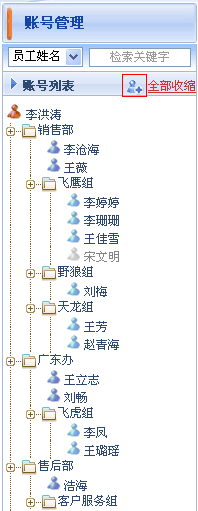 账号管理
员工姓名 检索关键字
账号列表 全部收缩
李洪涛
销售部
李沧海
王薇
飞鹰组
李婷婷
李珊珊
王佳雪
宋文明
野狼组
刘梅
天龙组
王芳
赵青海
广东办
王立志
刘畅
飞虎组
李凤
王璐瑶
售后部
浩海
客户服务组